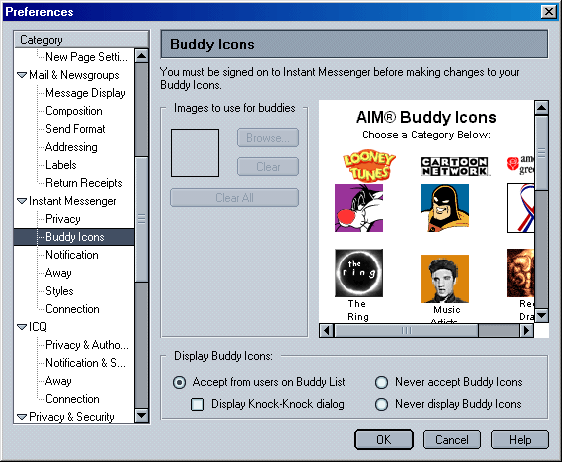 Preferences
Category
New Page Setti...
Mail & Newsgroups
Message Display
Composition
Send Format
Addressing
Labels
Return Receipts
Instant Messenger
Privacy
Buddy Icons
Notification
Away
Styles
Connection
ICQ
Privacy & Autho...
Notification & S...
Away
Connection
Privacy & Security
Buddy Icons
You must be signed on to Instant Messenger before making changes to your
Buddy Icons.
Images to use for buddies
Browse...
Clear
Clear All
AIM® Buddy Icons
Choose a Category Below:
LOONEY
TUNES
CARTOON
NETWORK
the
ring
The
Ring
Music
Artists
Display Buddy Icons:
Accept from users on Buddy List
Never accept Buddy Icons
Display Knock-Knock dialog
Never display Buddy Icons
OK
Cancel
Help